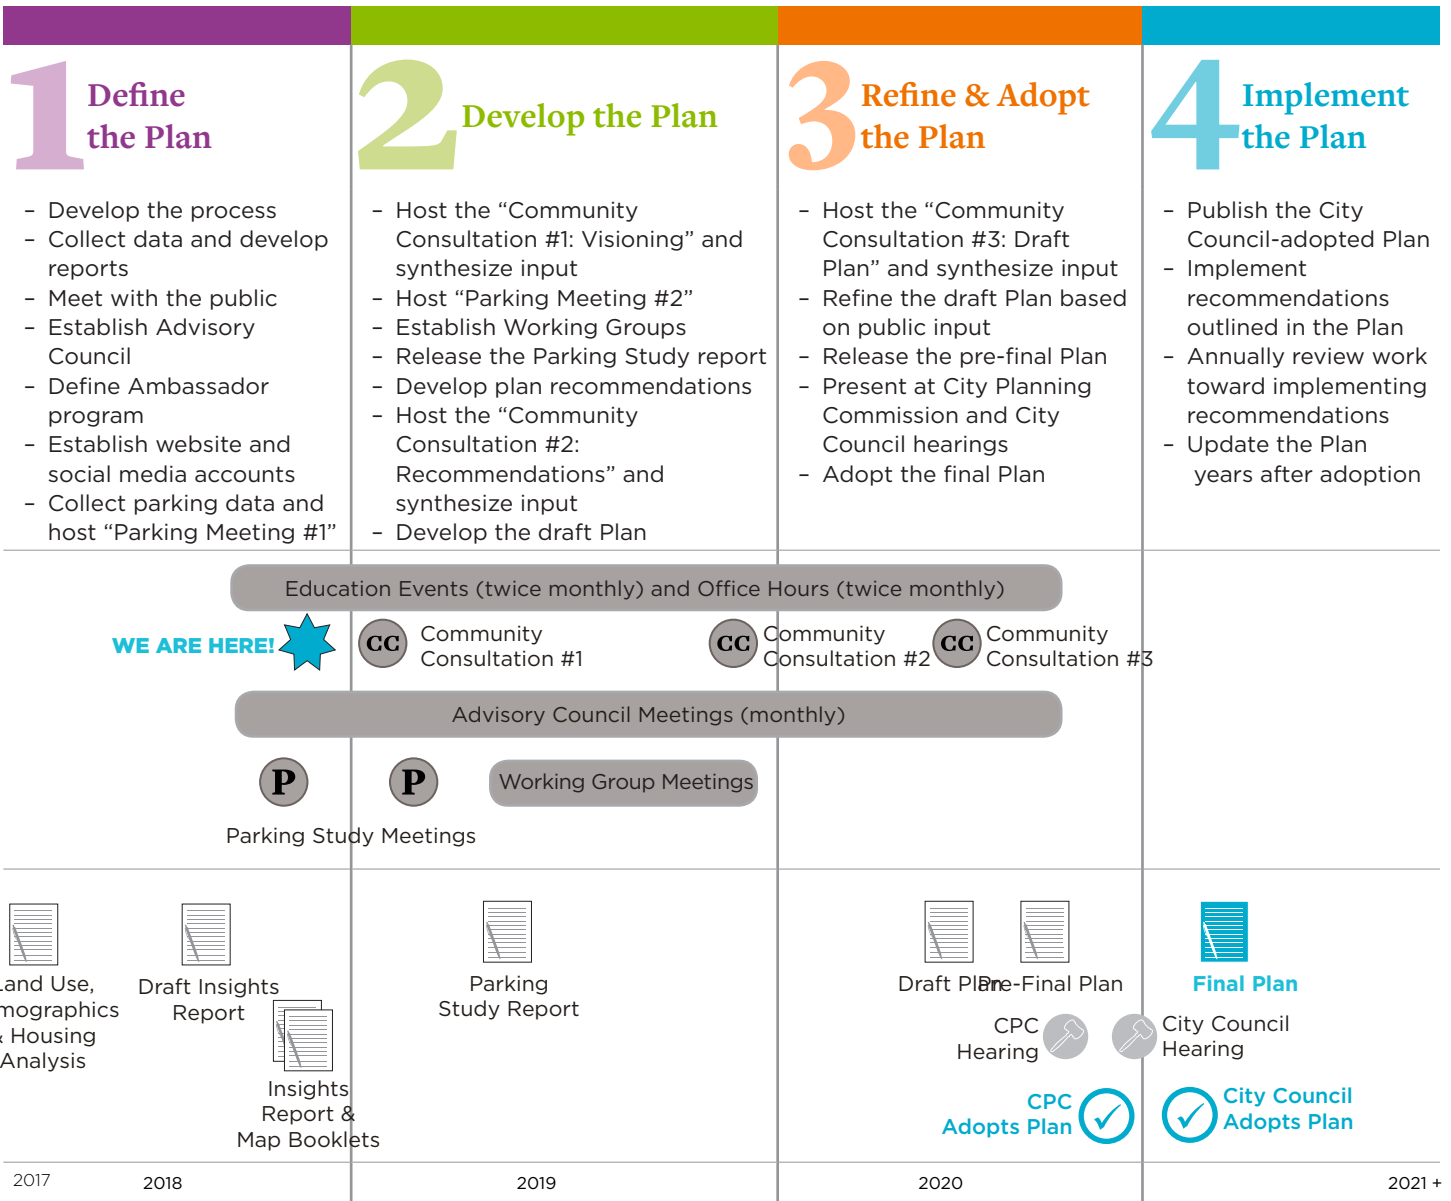 1
Define
the Plan
– Develop the process
– Collect data and develop
reports
– Meet with the public
– Establish Advisory
Council
– Define Ambassador
program
– Establish website and
social media accounts
– Collect parking data and
host “Parking Meeting #1”
2
Develop the Plan
– Host the “Community
Consultation #1: Visioning” and
synthesize input
– Host “Parking Meeting #2”
– Establish Working Groups
– Release the Parking Study report
– Develop plan recommendations
– Host the “Community
Consultation #2:
Recommendations” and
synthesize input
– Develop the draft Plan
3
Refine & Adopt
the Plan
– Host the “Community
Consultation #3: Draft
Plan” and synthesize input
– Refine the draft Plan based
on public input
– Release the pre-final Plan
– Present at City Planning
Commission and City
Council hearings
– Adopt the final Plan
4
Implement
the Plan
– Publish the City
Council-adopted Plan
– Implement
recommendations
outlined in the Plan
– Annually review work
toward implementing
recommendations
– Update the Plan
years after adoption
Education Events (twice monthly) and Office Hours (twice monthly)
WE ARE HERE!
CC
Community
Consultation #1
CC
Community
Consultation #2
CC
Community
Consultation #3
Advisory Council Meetings (monthly)
P
P
Parking Study Meetings
Working Group Meetings
Land Use,
mographics
& Housing
Analysis
Draft Insights
Report
Insights
Report &
Map Booklets
Parking
Study Report
Draft Plan
Pre-Final Plan
Final Plan
CPC
Hearing
City Council
Hearing
CPC
Adopts Plan
City Council
Adopts Plan
2017
2018
2019
2020
2021 +